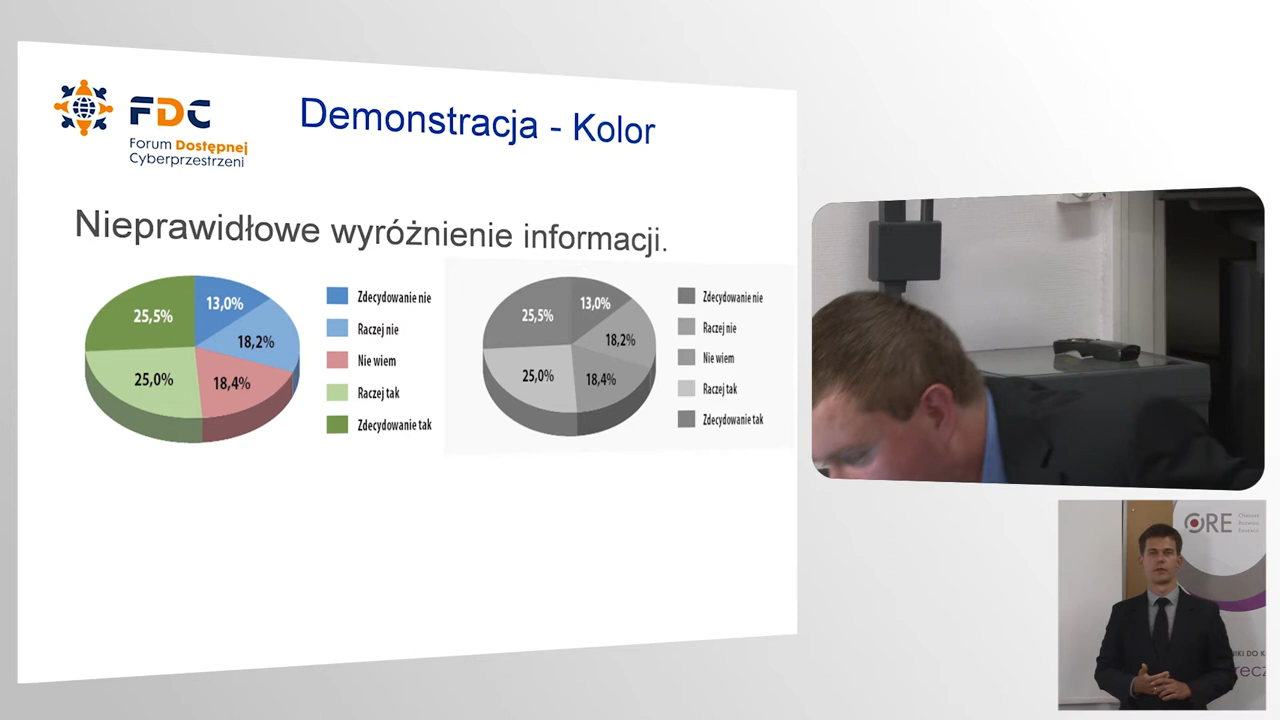 FDC
Forum Dostępnej
Cyberprzestrzeni
Demonstracja - Kolor
Nieprawidłowe wyróżnienie informacji.
25,5%
13,0%
18,2%
25,0%
18,4%
Zdecydowanie nie
Raczej nie
Nie wiem
Raczej tak
Zdecydowanie tak
25,5%
13,0%
18,2%
25,0%
18,4%
Zdecydowanie nie
Raczej nie
Nie wiem
Raczej tak
Zdecydowanie tak
ORE